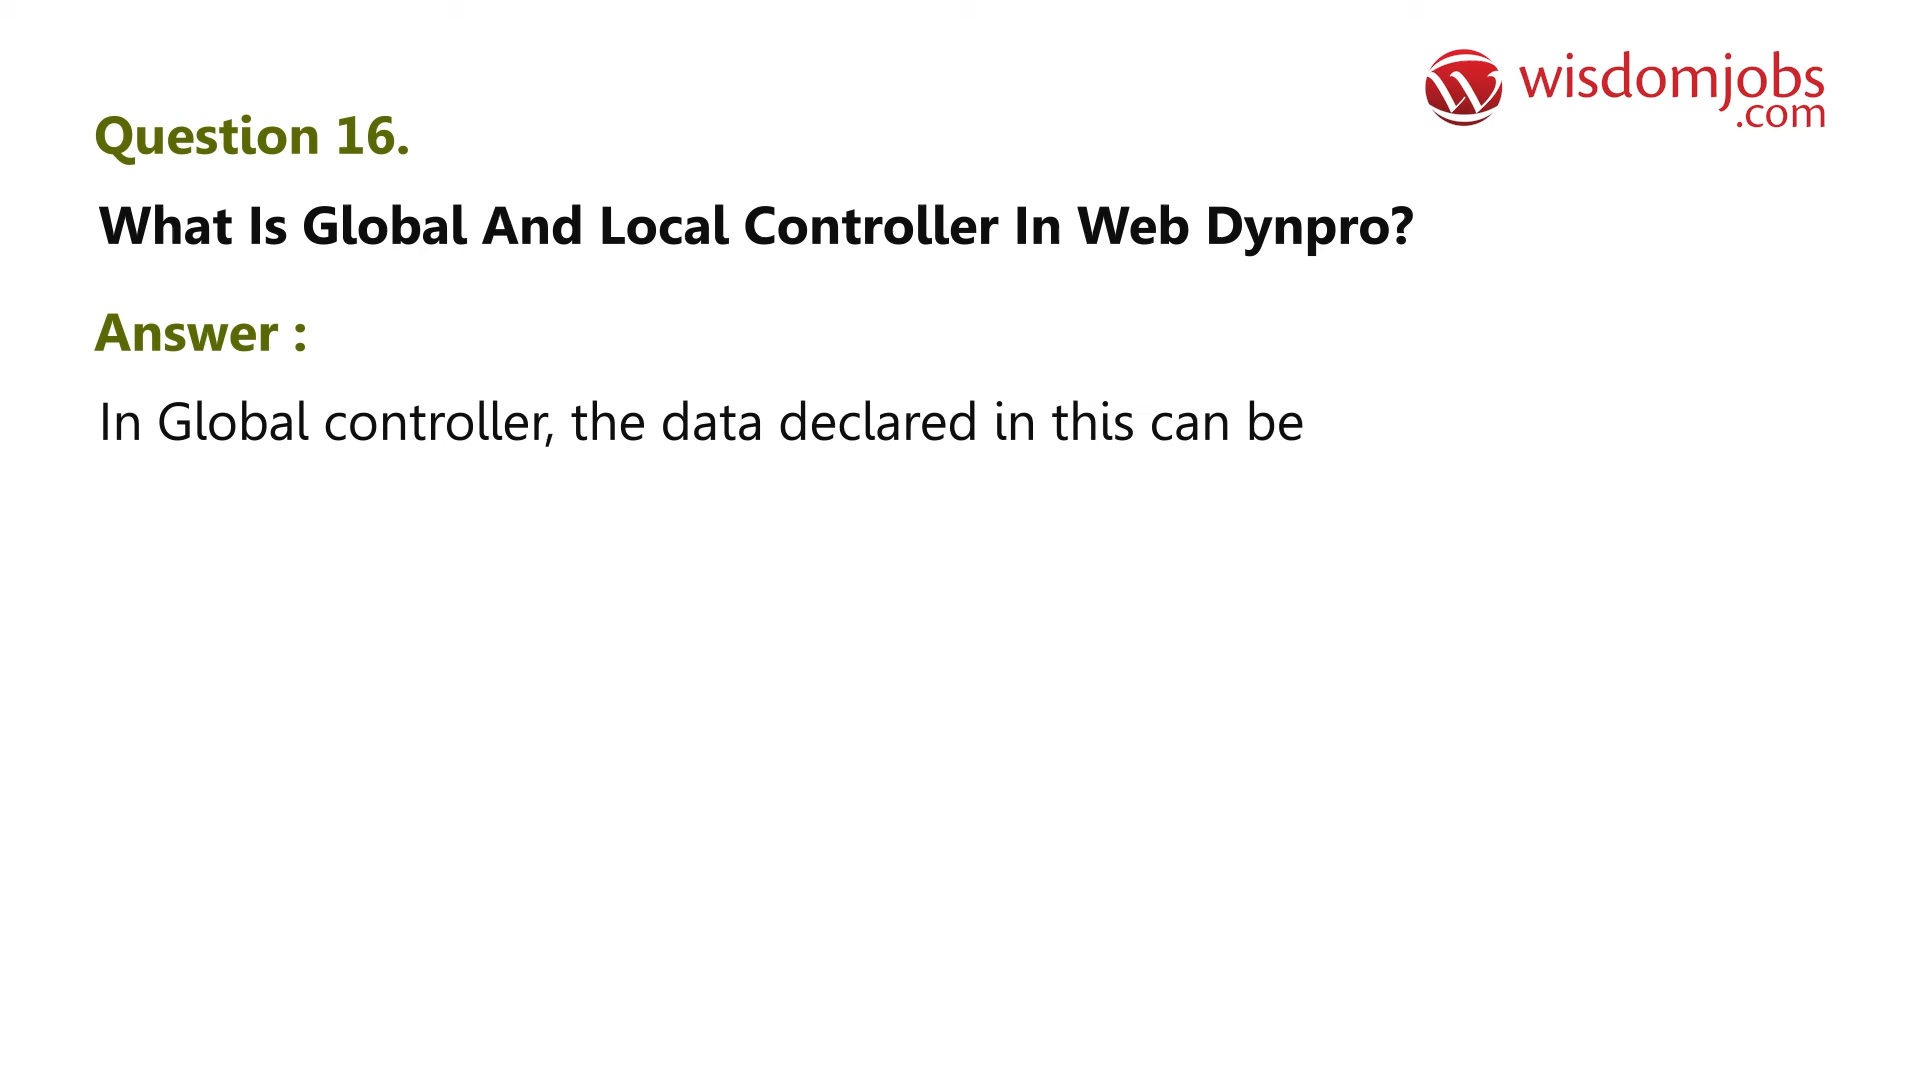 wisdomjobs
.com
Question 16.
What Is Global And Local Controller In Web Dynpro?
Answer :
In Global controller, the data declared in this can be